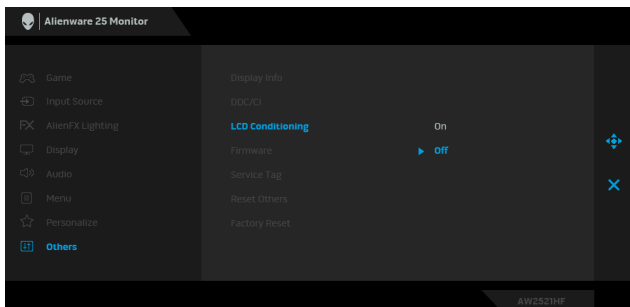 Alienware 25 Monitor
Game
Input Source
FX AlienFX Lighting
Display
Audio
Menu
Personalize
Others
Display Info
DDC/CI
LCD Conditioning On
Firmware Off
Service Tag
Reset Others
Factory Reset
AW2521HF